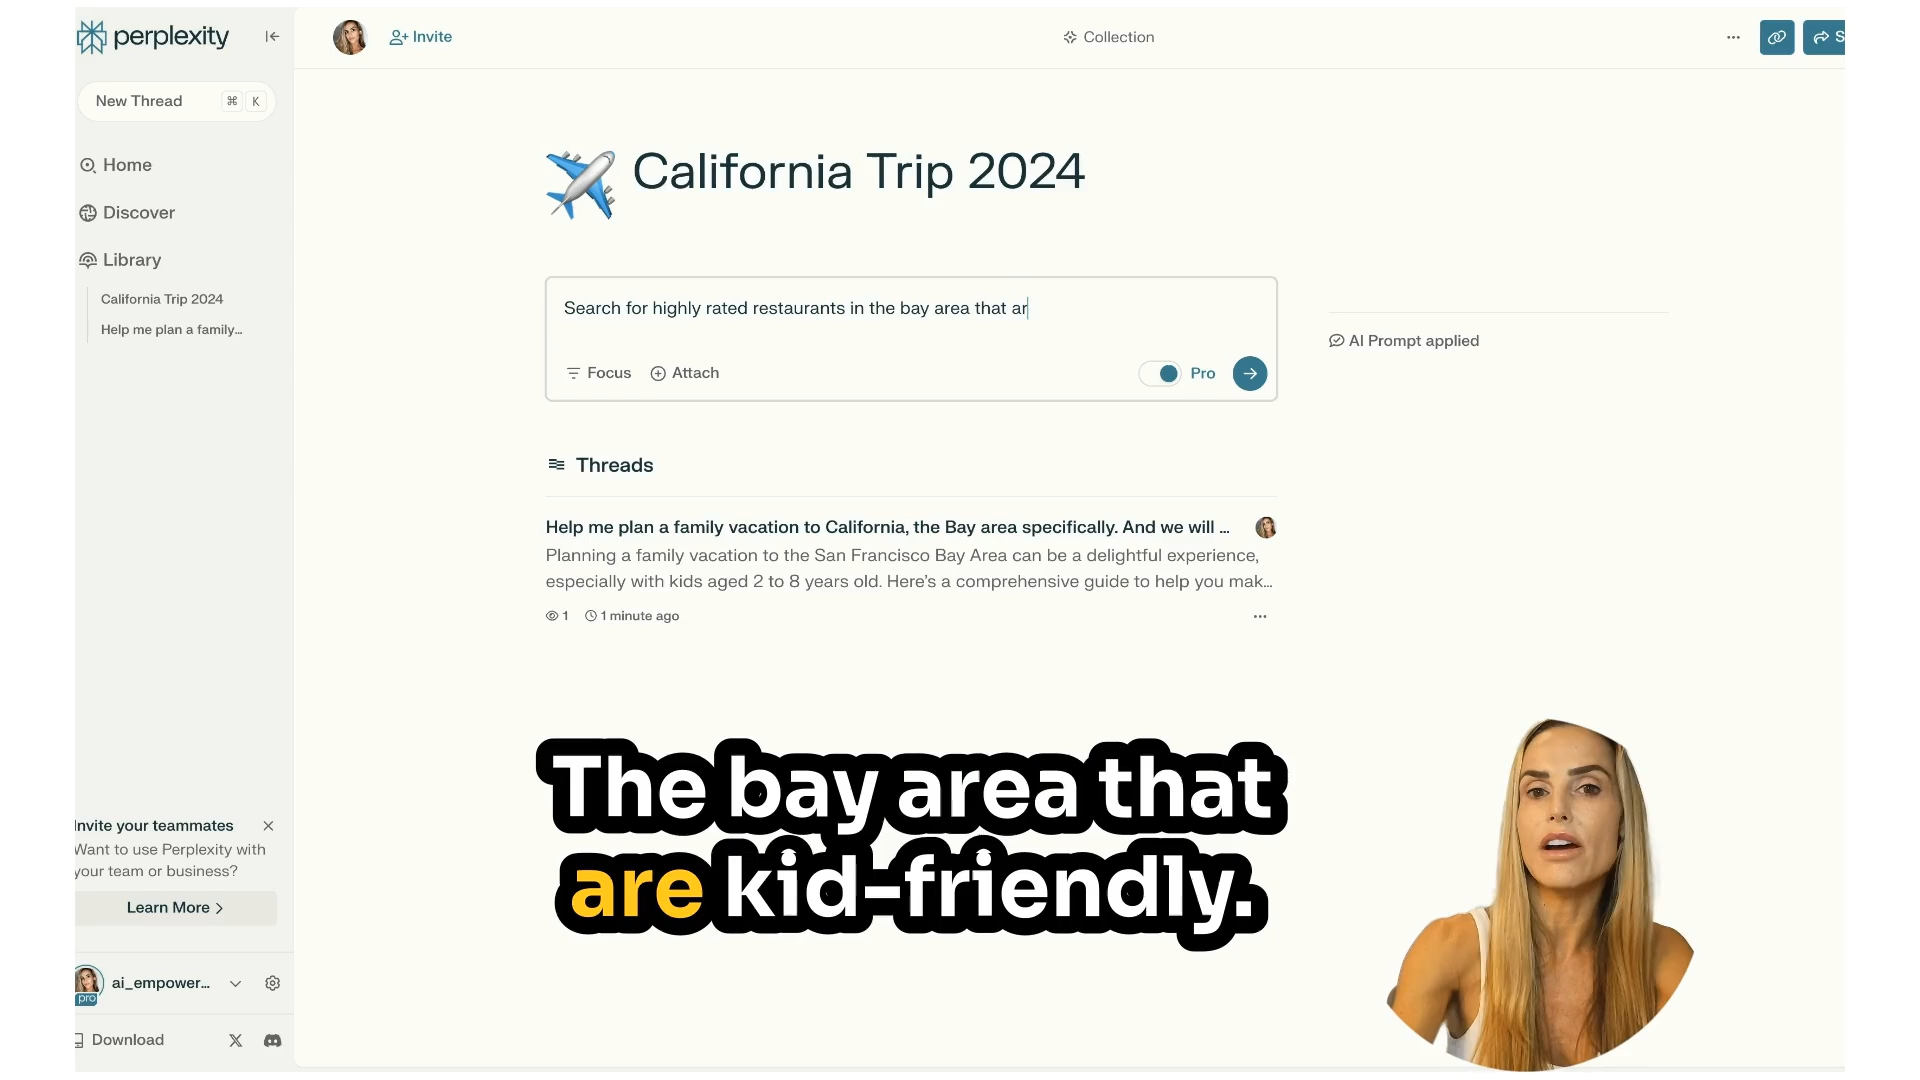 perplexity
Invite
Collection
New Thread
⌘ K
Home
Discover
Library
California Trip 2024
Help me plan a family...
California Trip 2024
Search for highly rated restaurants in the bay area that ar
Focus
Attach
Pro
AI Prompt applied
Threads
Help me plan a family vacation to California, the Bay area specifically. And we will ...
Planning a family vacation to the San Francisco Bay Area can be a delightful experience,
especially with kids aged 2 to 8 years old. Here's a comprehensive guide to help you mak...
1
1 minute ago
The bay area that
are kid-friendly.
Invite your teammates
Want to use Perplexity with
your team or business?
Learn More
ai_empower...
pro
Download